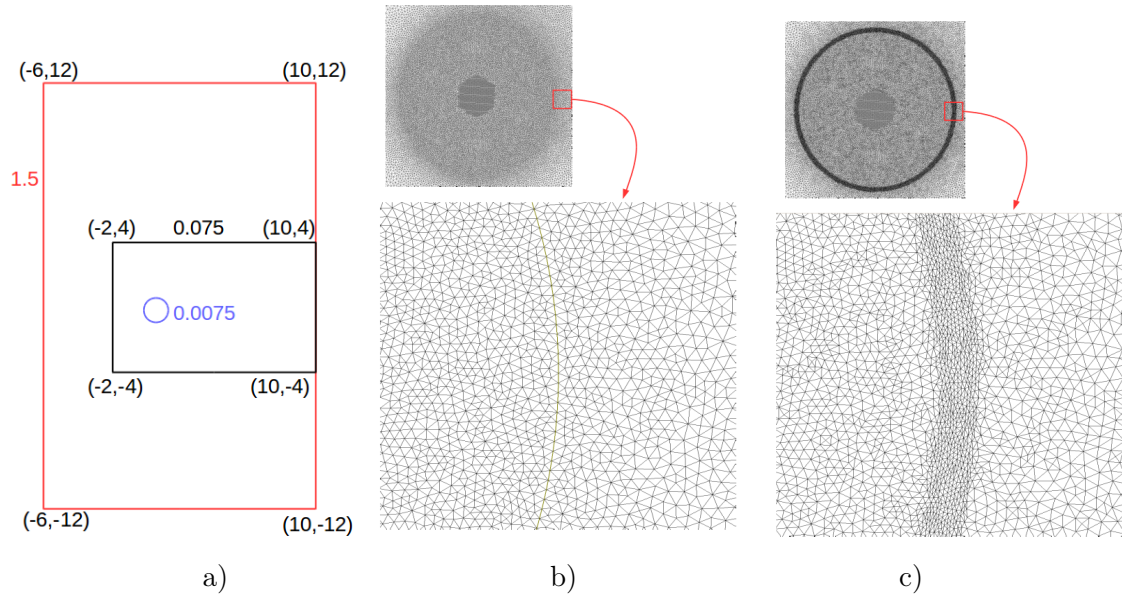 (-6,12) (10,12)
1.5
(-2,4) 0.075 (10,4)
0.0075
(-2,-4) (10,-4)
(-6,-12) (10,-12)
a) b) c)